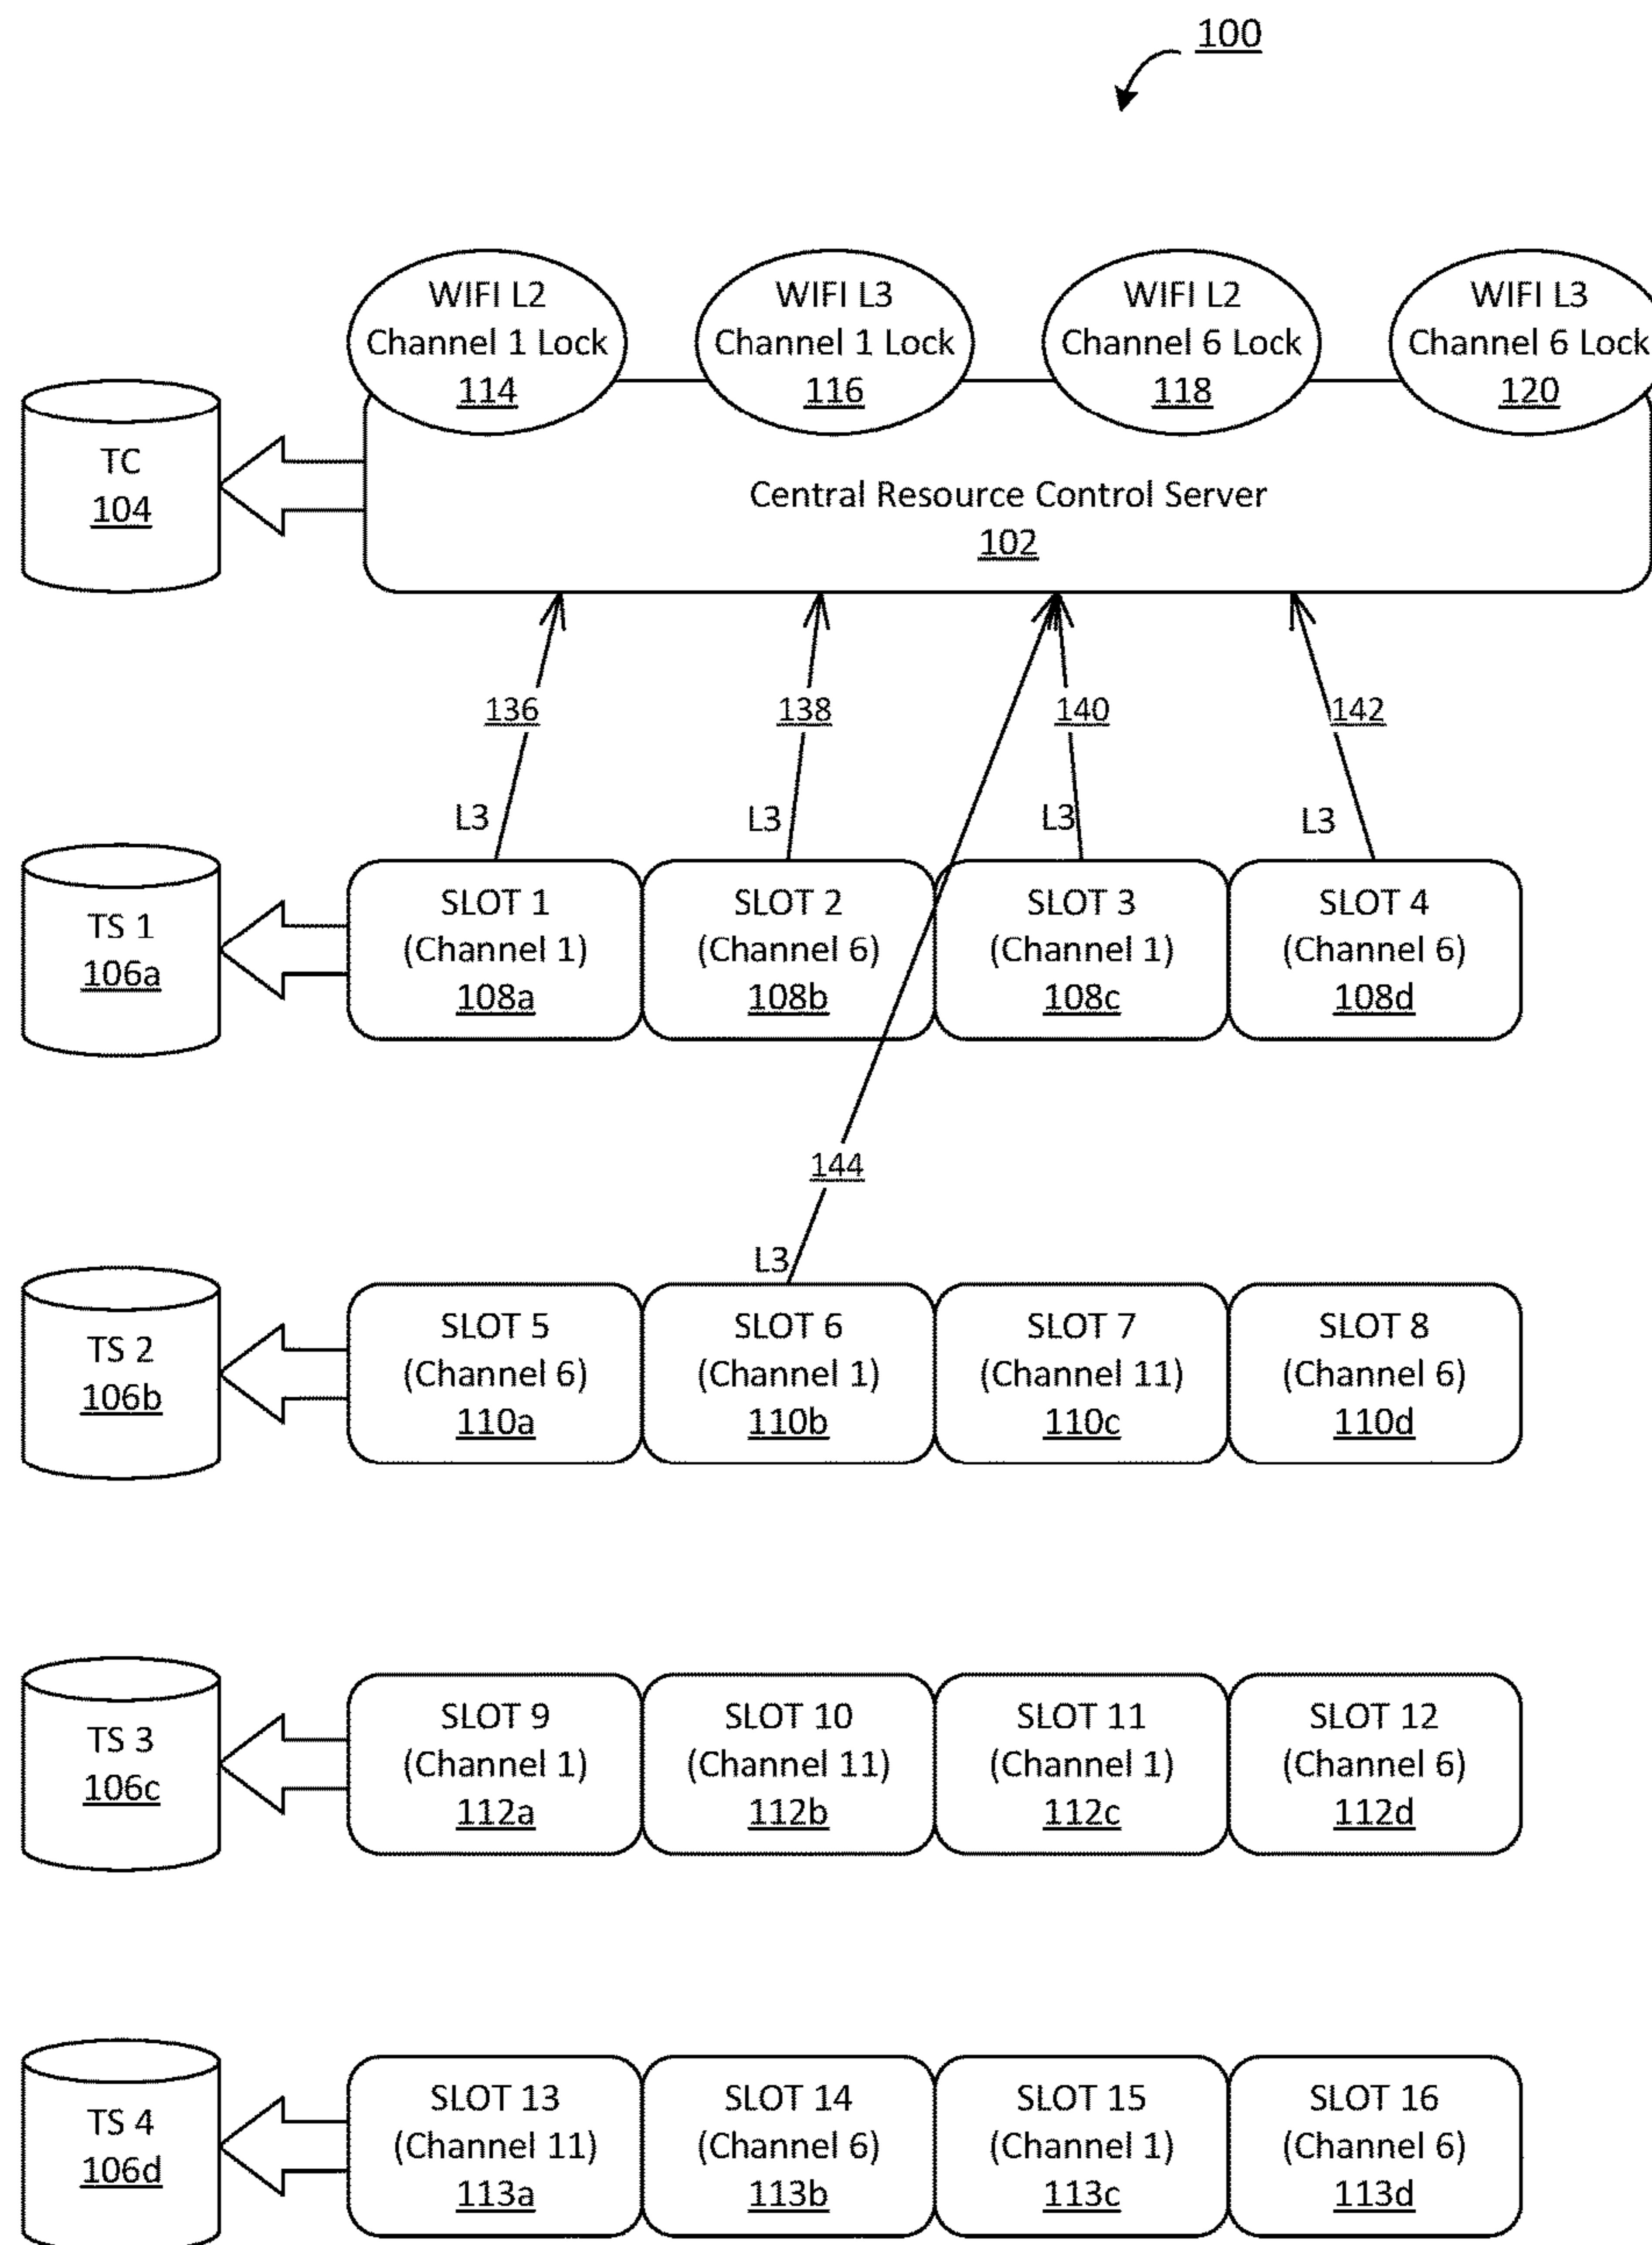 100
WIFI L2
Channel 1 Lock
114
WIFI L3
Channel 1 Lock
116
WIFI L2
Channel 6 Lock
118
WIFI L3
Channel 6 Lock
120
TC
104
Central Resource Control Server
102
136
138
140
142
L3
L3
L3
L3
TS 1
106a
SLOT 1
(Channel 1)
108a
SLOT 2
(Channel 6)
108b
SLOT 3
(Channel 1)
108c
SLOT 4
(Channel 6)
108d
144
L3
TS 2
106b
SLOT 5
(Channel 6)
110a
SLOT 6
(Channel 1)
110b
SLOT 7
(Channel 11)
110c
SLOT 8
(Channel 6)
110d
TS 3
106c
SLOT 9
(Channel 1)
112a
SLOT 10
(Channel 11)
112b
SLOT 11
(Channel 1)
112c
SLOT 12
(Channel 6)
112d
TS 4
106d
SLOT 13
(Channel 11)
113a
SLOT 14
(Channel 6)
113b
SLOT 15
(Channel 1)
113c
SLOT 16
(Channel 6)
113d